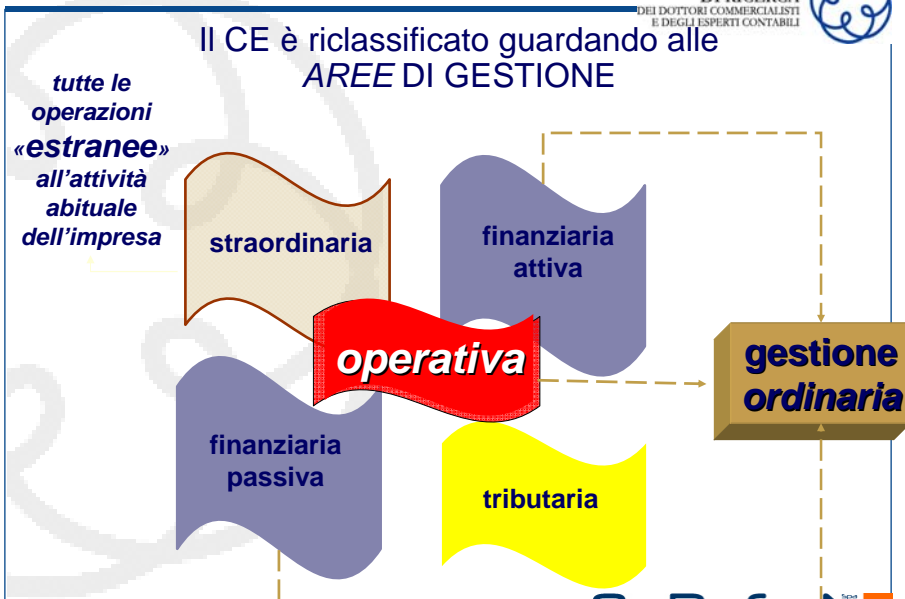 DEI DOTTORI COMMERCIALISTI
E DEGLI ESPERTI CONTABILI
Il CE è riclassificato guardando alle
AREE DI GESTIONE
tutte le
operazioni
«estranee»
all'attività
abituale
dell'impresa
straordinaria
finanziaria
attiva
operativa
gestione
ordinaria
finanziaria
passiva
tributaria